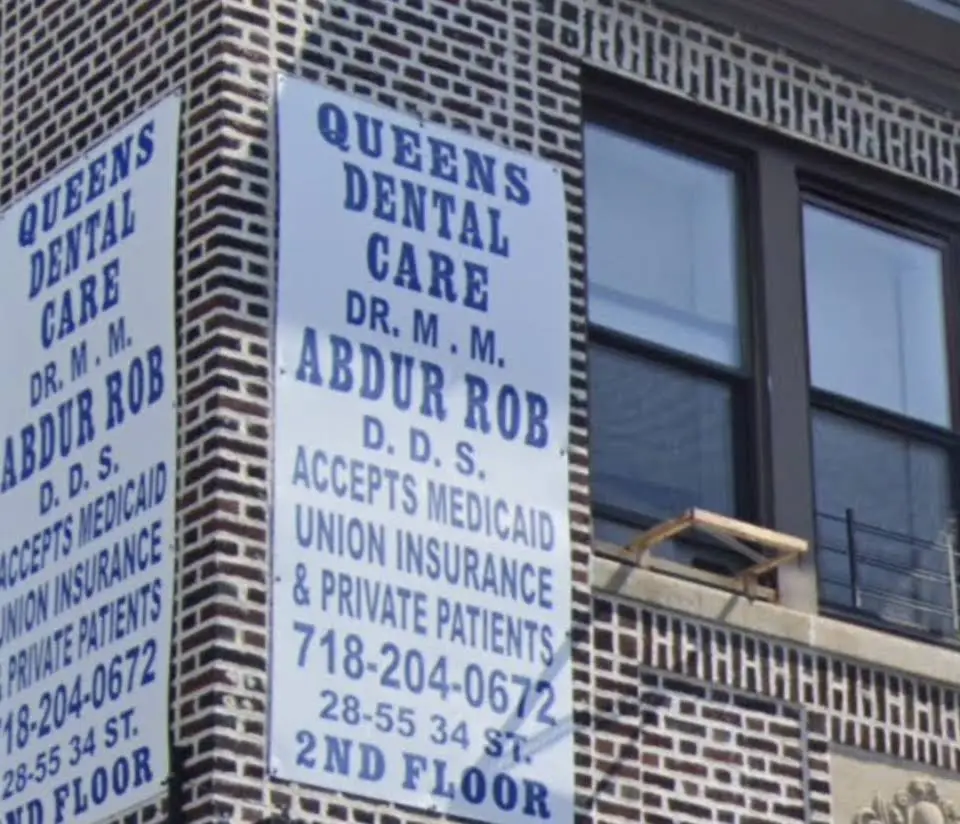 QUEENS
DENTAL
CARE
DR. M . M.
ABDUR ROB
D. D. S.
ACCEPTS MEDICAID
UNION INSURANCE
& PRIVATE PATIENTS
718-204-0672
28-55 34 ST.
2ND FLOOR
QUEENS
DENTAL
CARE
DR. M . M.
ABDUR ROB
D. D. S.
ACCEPTS MEDICAID
UNION INSURANCE
& PRIVATE PATIENTS
718-204-0672
28-55 34 ST.
2ND FLOOR